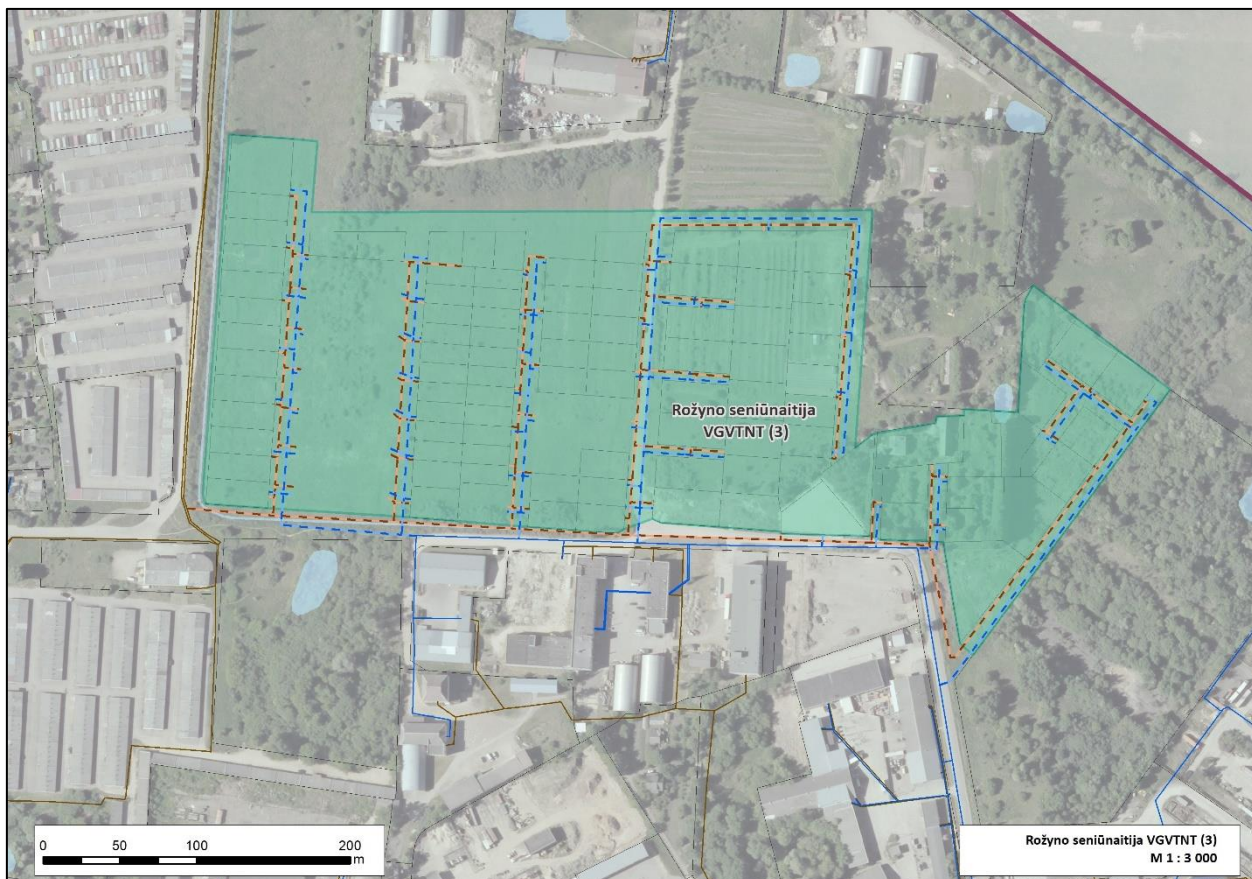 Rožyno seniūnaitija
VGVTNT (3)
0 50 100 200
m
Rožyno seniūnaitija VGVTNT (3)
M 1 : 3 000